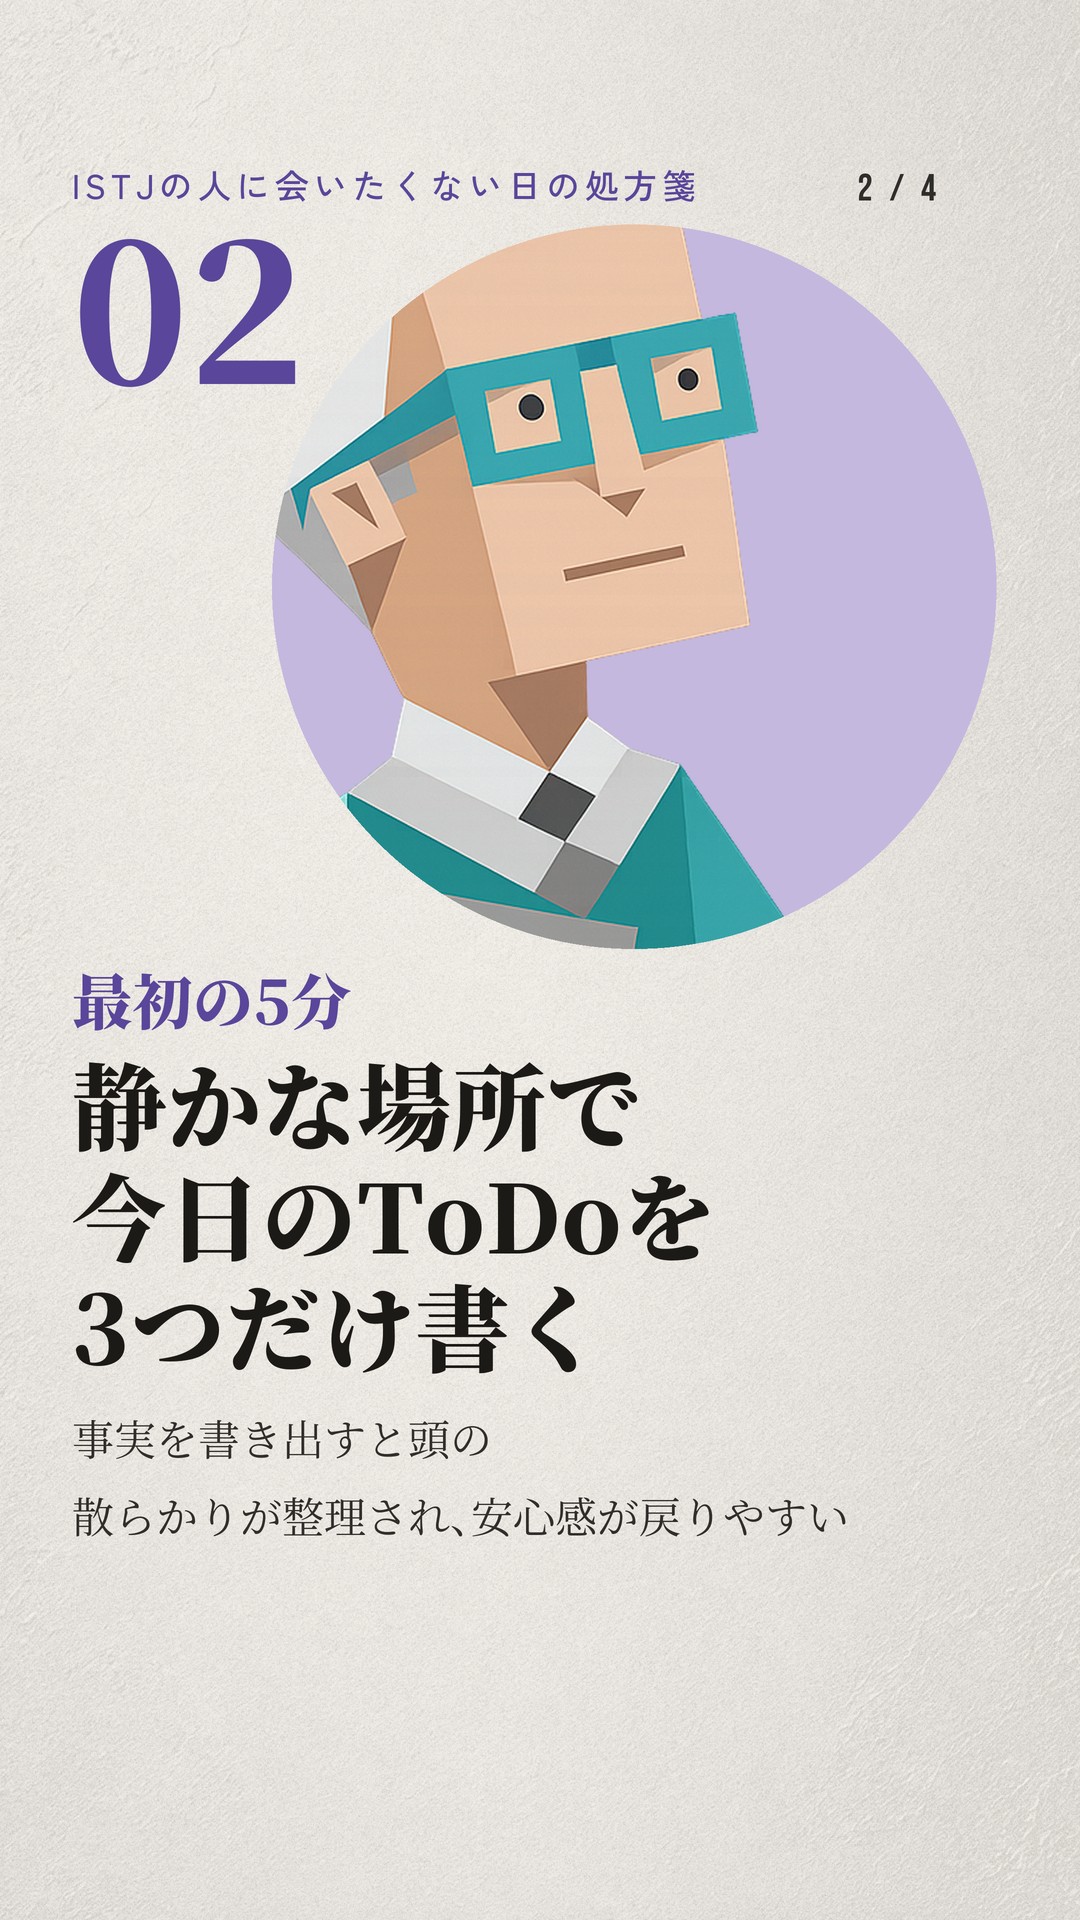 ISTJの人に会いたくない日の処方箋
2 / 4
02
最初の5分
静かな場所で
今日のToDoを
3つだけ書く
事実を書き出すと頭の
散らかりが整理され、安心感が戻りやすい